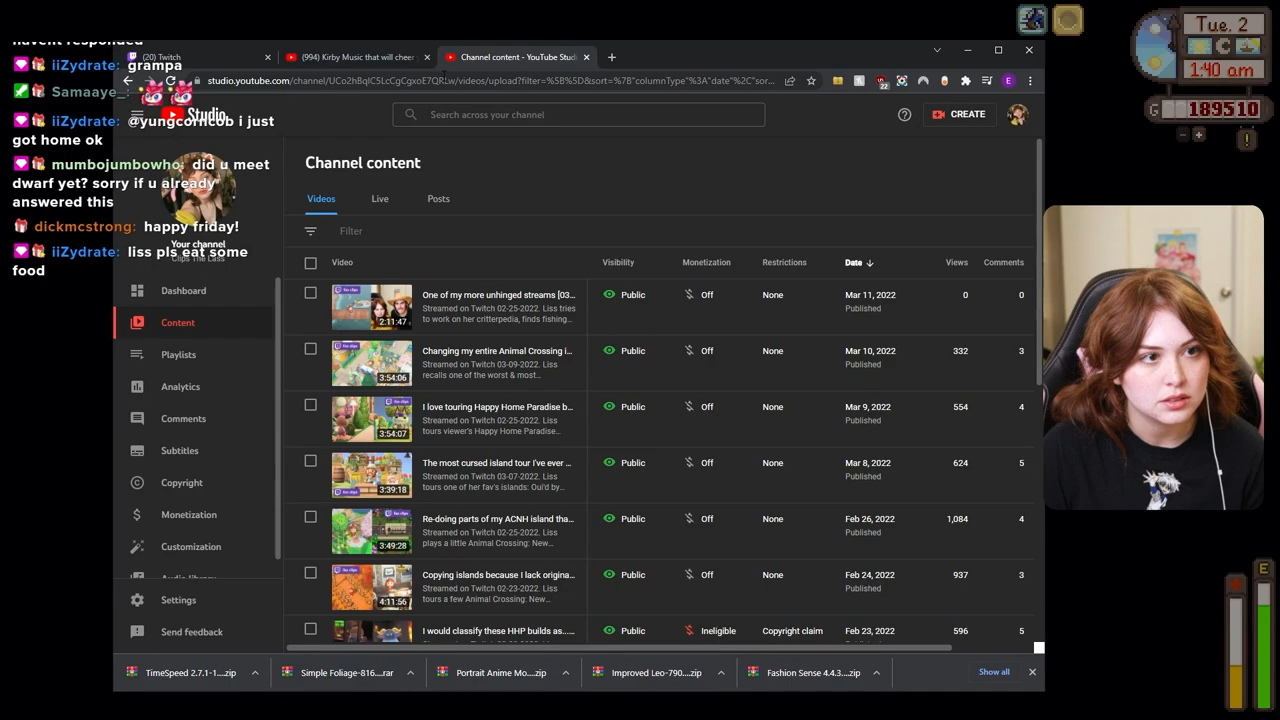 haven't responded
iiZydrate: grampa
Samaaye_:
iiZydrate: @yungcorncob i just
got home ok
mumbojumbowho: did u meet
dwarf yet? sorry if u already
answered this
dickmcstrong: happy friday!
iiZydrate: liss pls eat some
food
(20) Twitch
(994) Kirby Music that will cheer
Channel content - YouTube Studi
studio.youtube.com/channel/
Studio
Search across your channel
CREATE
Tue. 2
1:40 am
G 189510
Your channel
Clips The Lass
Dashboard
Content
Playlists
Analytics
Comments
Subtitles
Copyright
Monetization
Customization
Audio library
Settings
Send feedback
Channel content
Videos Live Posts
Filter
Video Visibility Monetization Restrictions Date Views Comments
One of my more unhinged streams [03...
Streamed on Twitch 02-25-2022. Liss tries
to work on her critterpedia, finds fishing...
2:11:47
Public Off None Mar 11, 2022 0 0
Published
Changing my entire Animal Crossing i...
Streamed on Twitch 03-09-2022. Liss
recalls one of the worst & most...
3:54:06
Public Off None Mar 10, 2022 332 3
Published
I love touring Happy Home Paradise b...
Streamed on Twitch 02-25-2022. Liss
tours viewer's Happy Home Paradise...
3:54:07
Public Off None Mar 9, 2022 554 4
Published
The most cursed island tour I've ever ...
Streamed on Twitch 03-07-2022. Liss
tours one of her fav's islands: Oui'd by...
3:39:18
Public Off None Mar 8, 2022 624 5
Published
Re-doing parts of my ACNH island tha...
Streamed on Twitch 02-25-2022. Liss
plays a little Animal Crossing: New...
3:49:28
Public Off None Feb 26, 2022 1,084 4
Published
Copying islands because I lack origina...
Streamed on Twitch 02-23-2022. Liss
tours a few Animal Crossing: New...
4:11:56
Public Off None Feb 24, 2022 937 3
Published
I would classify these HHP builds as.....
Public Ineligible Copyright claim Feb 23, 2022 596 5
TimeSpeed 2.7.1-1....zip
Simple Foliage-816....rar
Portrait Anime Mo....zip
Improved Leo-790....zip
Fashion Sense 4.4.3....zip
Show all
E